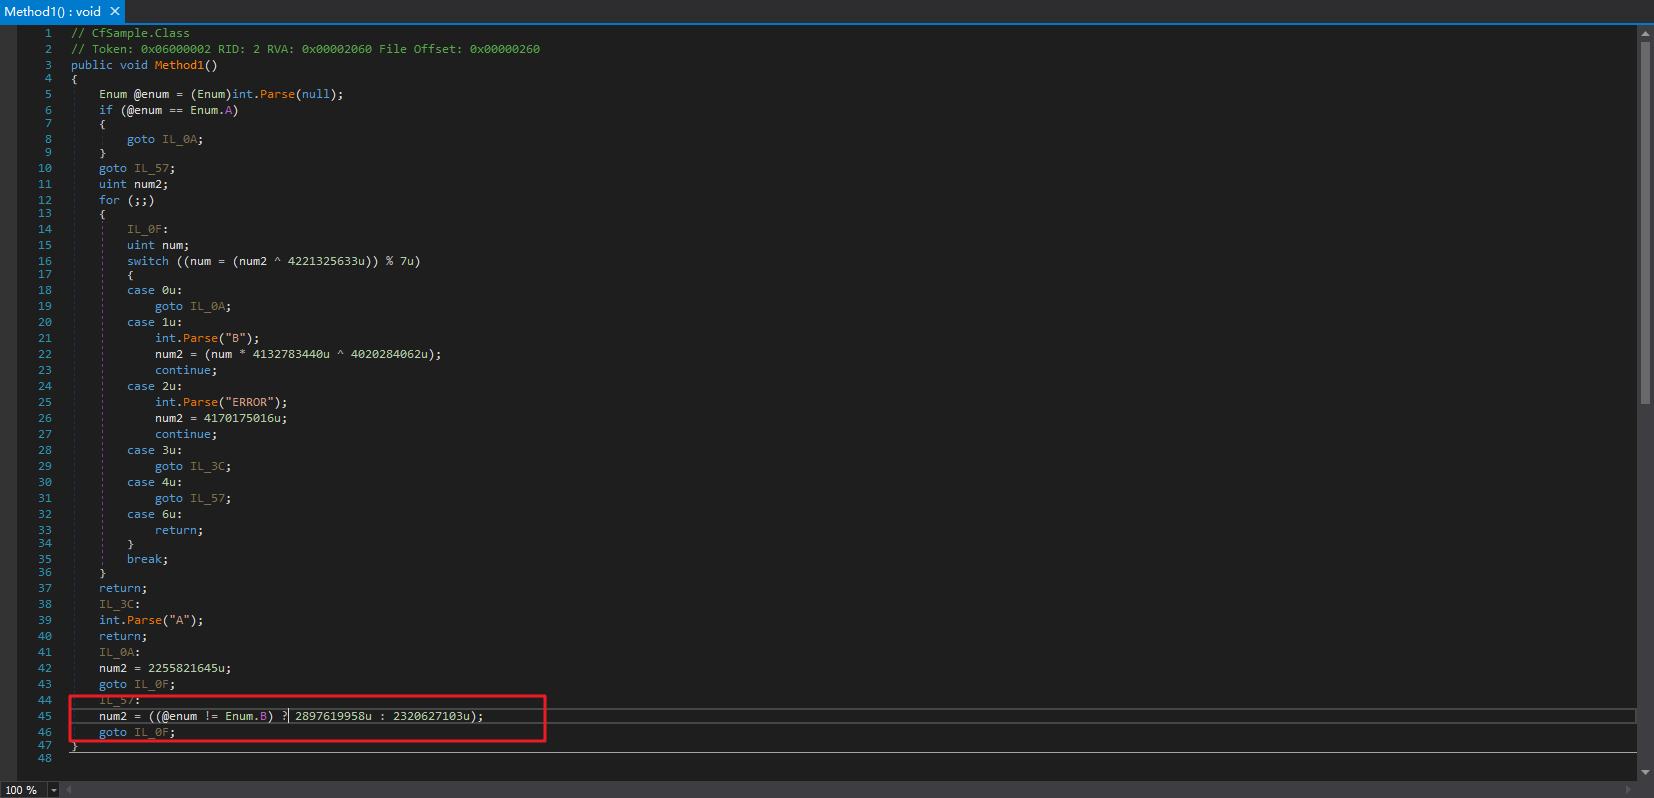 Method1() : void ✕
1 // CfSample.Class
2 // Token: 0x06000002 RID: 2 RVA: 0x00002060 File Offset: 0x00000260
3 public void Method1()
4 {
5 Enum @enum = (Enum)int.Parse(null);
6 if (@enum == Enum.A)
7 {
8 goto IL_0A;
9 }
10 goto IL_57;
11 uint num2;
12 for (;;)
13 {
14 IL_0F:
15 uint num;
16 switch ((num = (num2 ^ 4221325633u)) % 7u)
17 {
18 case 0u:
19 goto IL_0A;
20 case 1u:
21 int.Parse("B");
22 num2 = (num * 4132783440u ^ 4020284062u);
23 continue;
24 case 2u:
25 int.Parse("ERROR");
26 num2 = 4170175016u;
27 continue;
28 case 3u:
29 goto IL_3C;
30 case 4u:
31 goto IL_57;
32 case 6u:
33 return;
34 }
35 break;
36 }
37 return;
38 IL_3C:
39 int.Parse("A");
40 return;
41 IL_0A:
42 num2 = 2255821645u;
43 goto IL_0F;
44 IL_57:
45 num2 = ((@enum != Enum.B) ? 2897619958u : 2320627103u);
46 goto IL_0F;
47 }
48
100 %